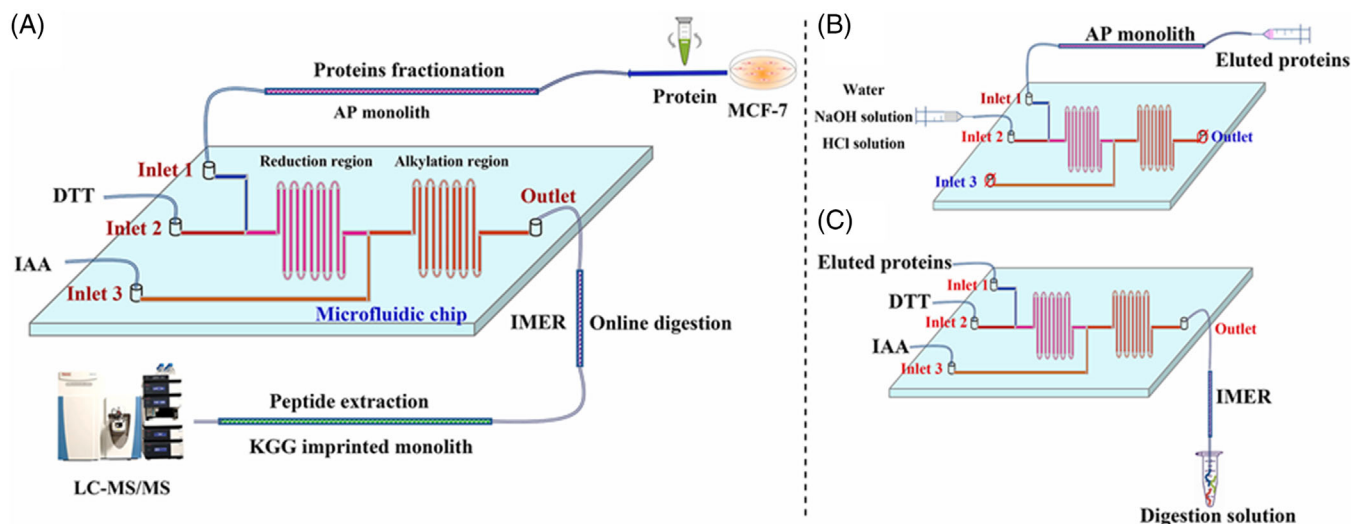 (A)
Proteins fractionation
AP monolith
Protein
MCF-7
Inlet 1
Reduction region
Alkylation region
DTT
Inlet 2
Outlet
IAA
Inlet 3
Microfluidic chip
IMER
Online digestion
Peptide extraction
KGG imprinted monolith
LC-MS/MS
(B)
AP monolith
Eluted proteins
Water
Inlet 1
NaOH solution
Inlet 2
Outlet
HCl solution
Inlet 3
(C)
Eluted proteins
Inlet 1
DTT
Inlet 2
Outlet
IAA
Inlet 3
IMER
Digestion solution